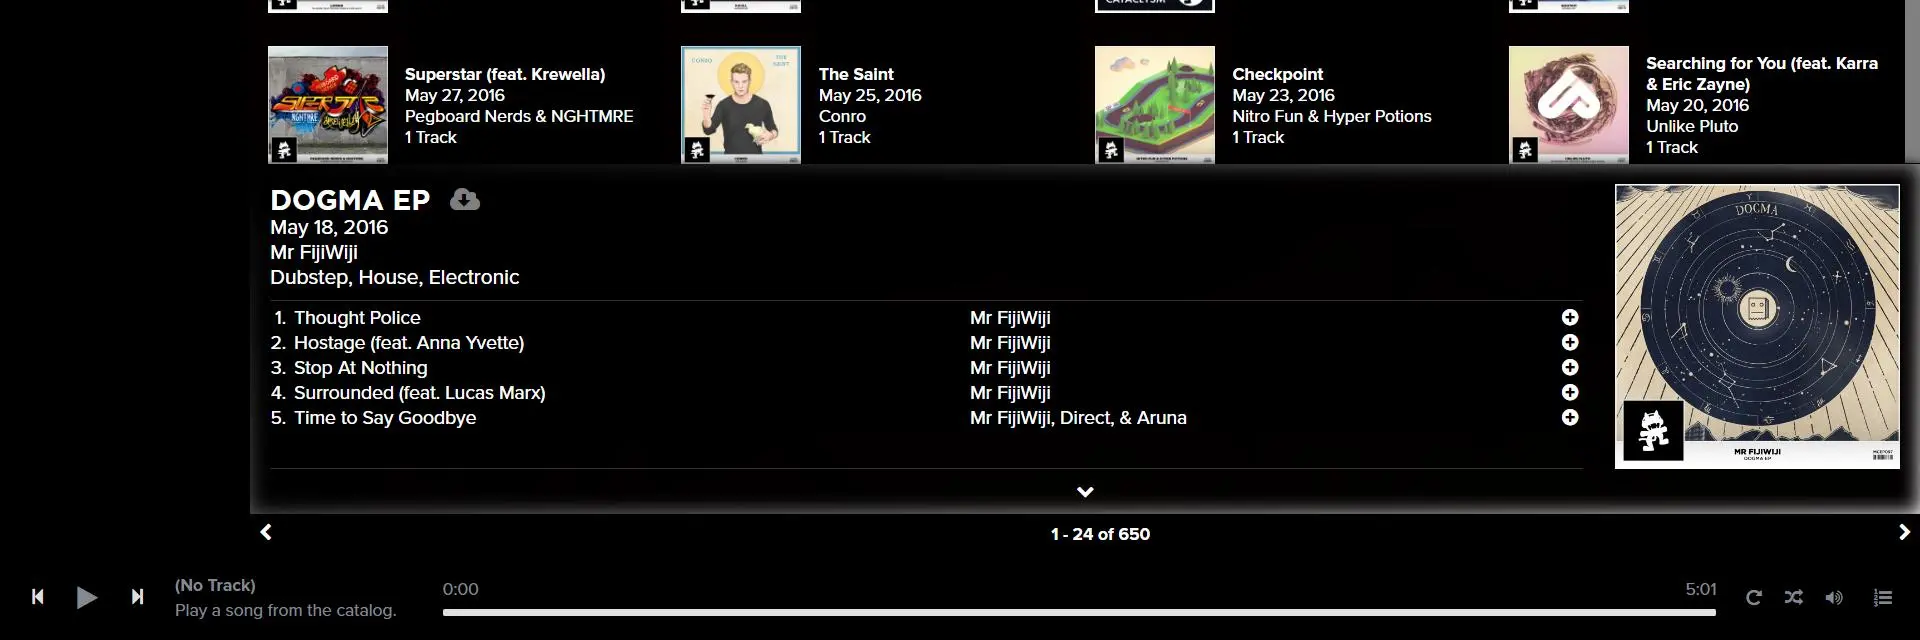 CATACLYSM
Superstar (feat. Krewella)
May 27, 2016
Pegboard Nerds & NGHTMRE
1 Track
CONRO
THE SAINT
The Saint
May 25, 2016
Conro
1 Track
Checkpoint
May 23, 2016
Nitro Fun & Hyper Potions
1 Track
Searching for You (feat. Karra
& Eric Zayne)
May 20, 2016
Unlike Pluto
1 Track
DOGMA EP
May 18, 2016
Mr FijiWiji
Dubstep, House, Electronic
1. Thought Police Mr FijiWiji
2. Hostage (feat. Anna Yvette) Mr FijiWiji
3. Stop At Nothing Mr FijiWiji
4. Surrounded (feat. Lucas Marx) Mr FijiWiji
5. Time to Say Goodbye Mr FijiWiji, Direct, & Aruna
DOGMA
MR FIJIWIJI
DOGMA EP
1 - 24 of 650
(No Track)
Play a song from the catalog.
0:00
5:01